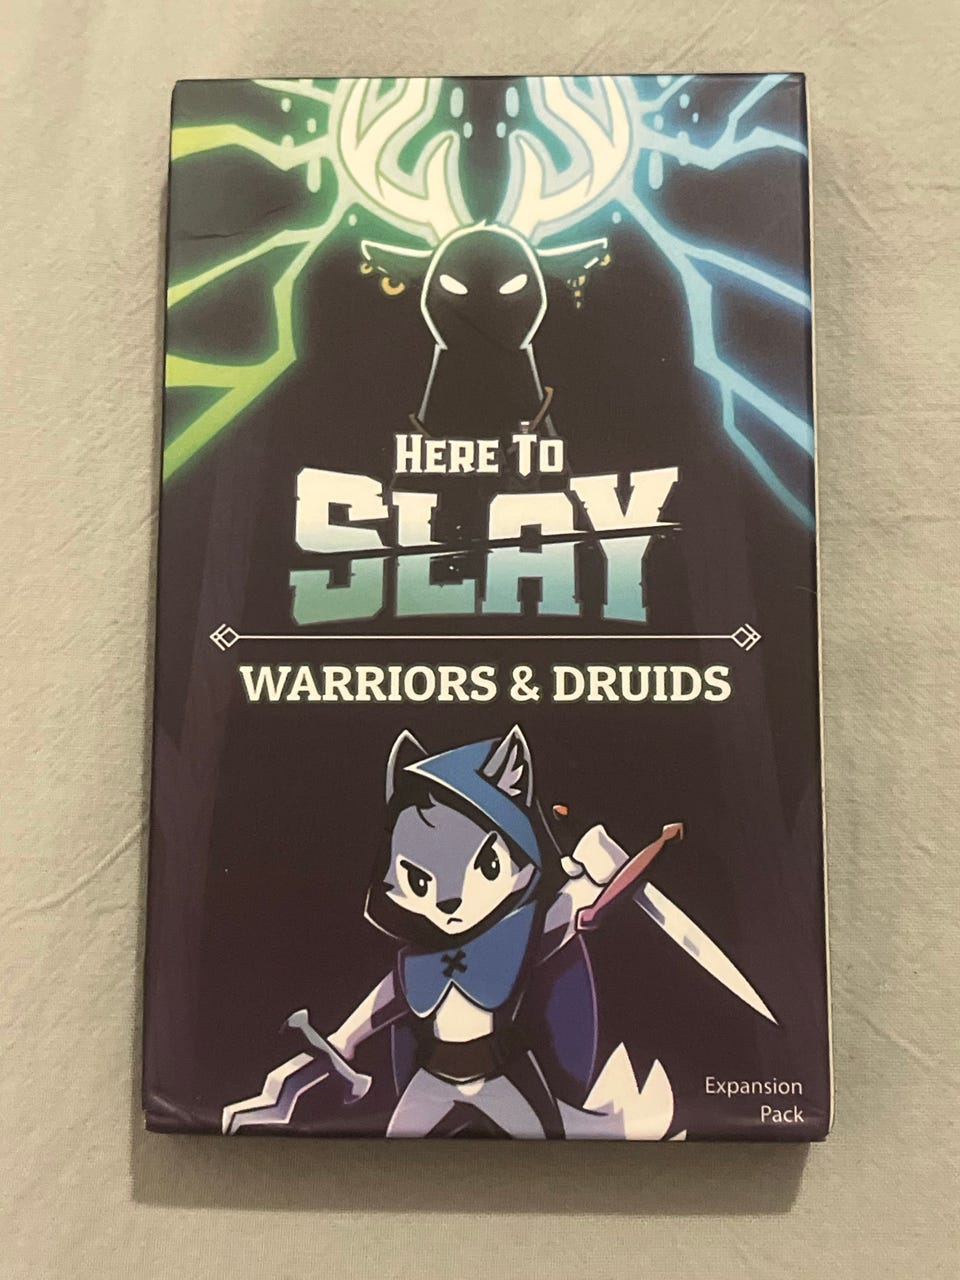 HERE TO
SLAY
WARRIORS & DRUIDS
Expansion
Pack